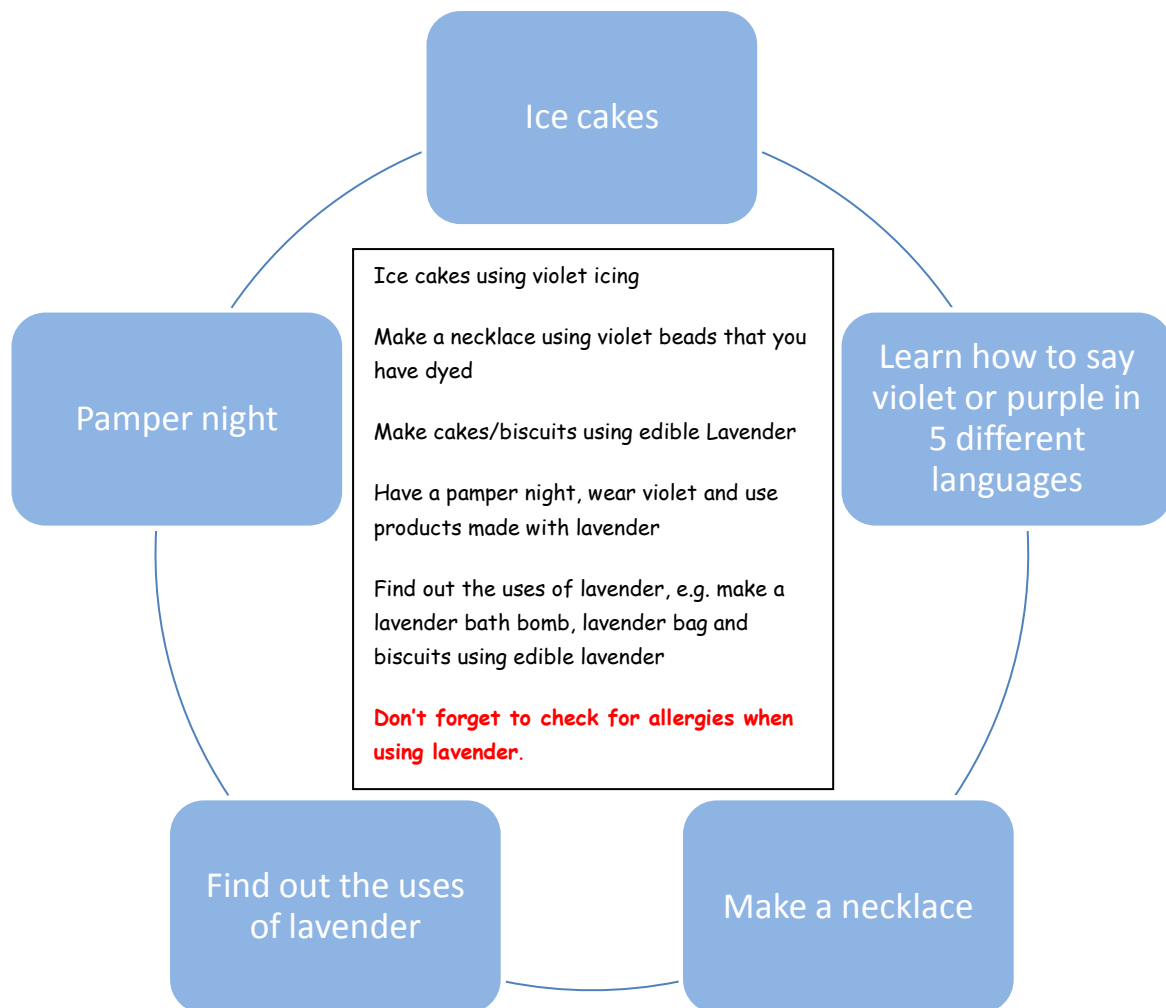 Ice cakes
Pamper night
Learn how to say
violet or purple in
5 different
languages
Ice cakes using violet icing
Make a necklace using violet beads that you
have dyed
Make cakes/biscuits using edible Lavender
Have a pamper night, wear violet and use
products made with lavender
Find out the uses of lavender, e.g. make a
lavender bath bomb, lavender bag and
biscuits using edible lavender
Don't forget to check for allergies when
using lavender.
Find out the uses
of lavender
Make a necklace